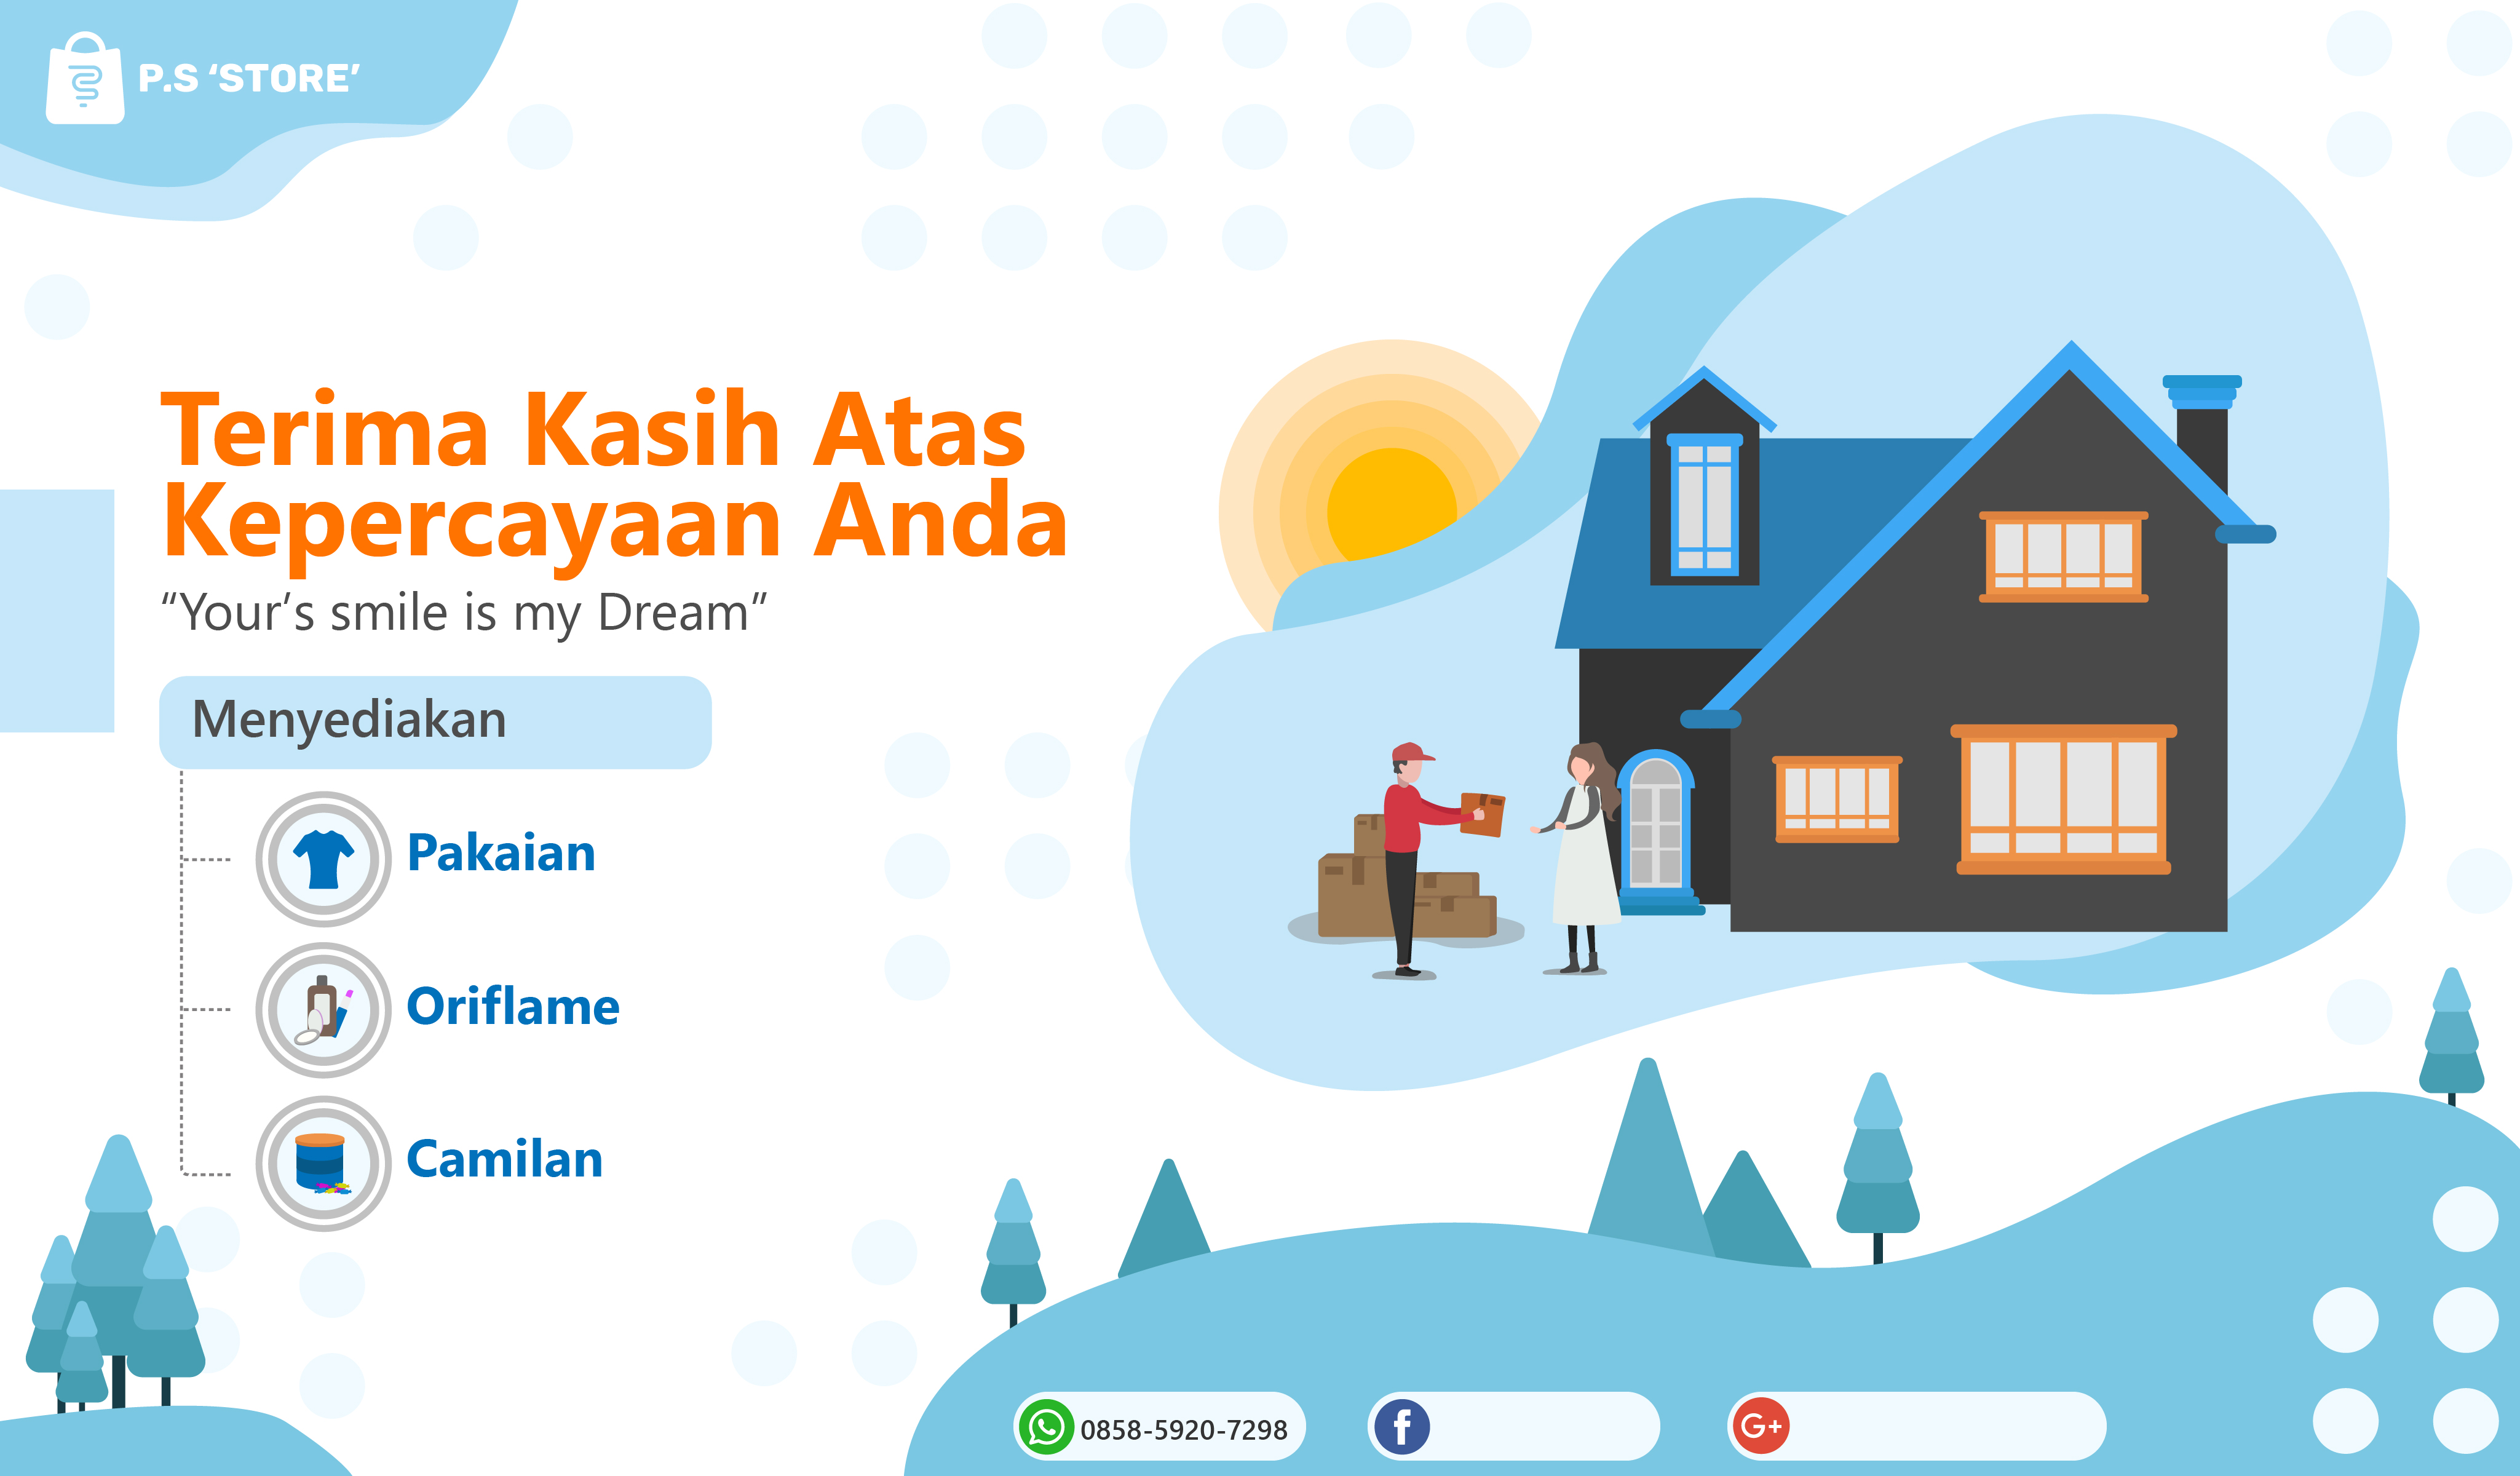 P.S ‘STORE’
Terima Kasih Atas
Kepercayaan Anda
“Your’s smile is my Dream“
Menyediakan
Pakaian
Oriflame
Camilan
0858-5920-7298
f
G+